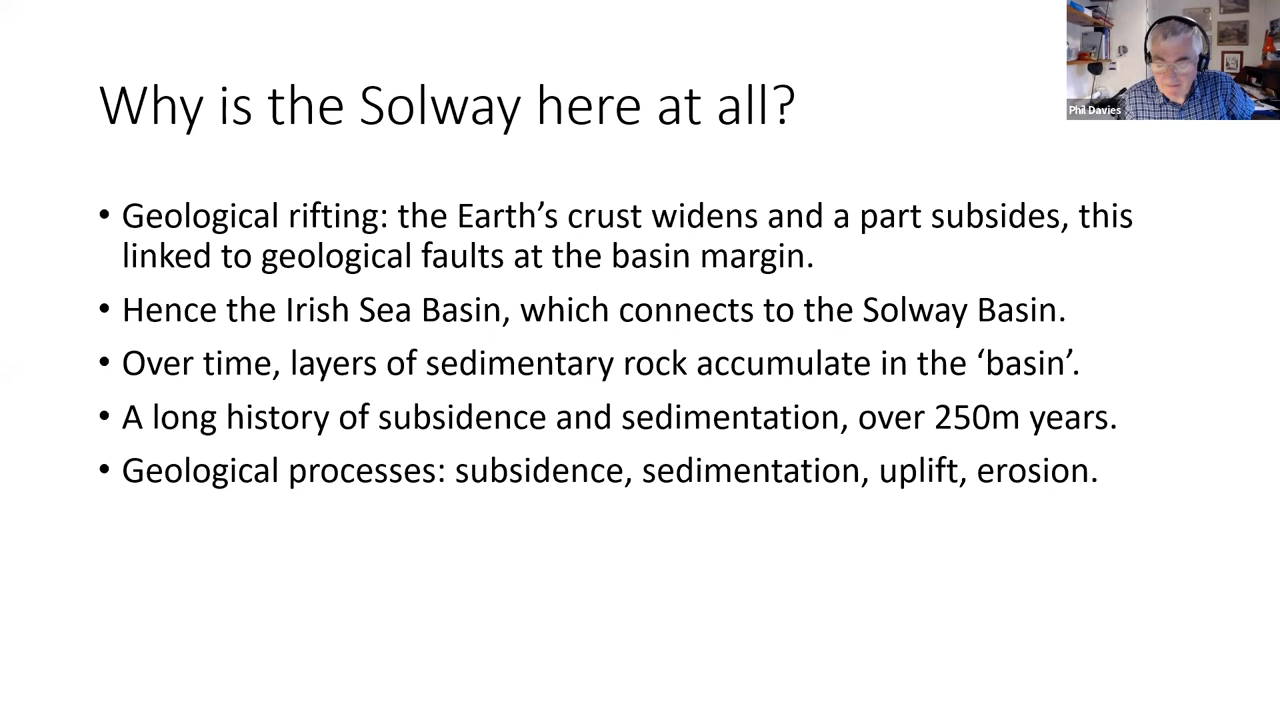 Why is the Solway here at all?
Phil Davies
• Geological rifting: the Earth’s crust widens and a part subsides, this
linked to geological faults at the basin margin.
• Hence the Irish Sea Basin, which connects to the Solway Basin.
• Over time, layers of sedimentary rock accumulate in the ‘basin’.
• A long history of subsidence and sedimentation, over 250m years.
• Geological processes: subsidence, sedimentation, uplift, erosion.